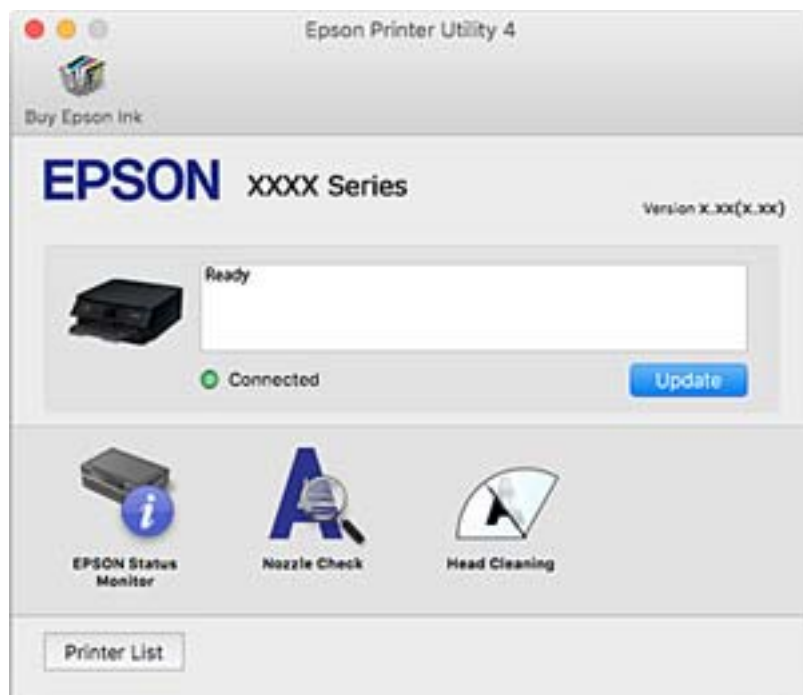 Epson Printer Utility 4
Buy Epson Ink
EPSON XXXX Series
Version x.xx(x.xx)
Ready
Connected
Update
EPSON Status
Monitor
Nozzle Check
Head Cleaning
Printer List